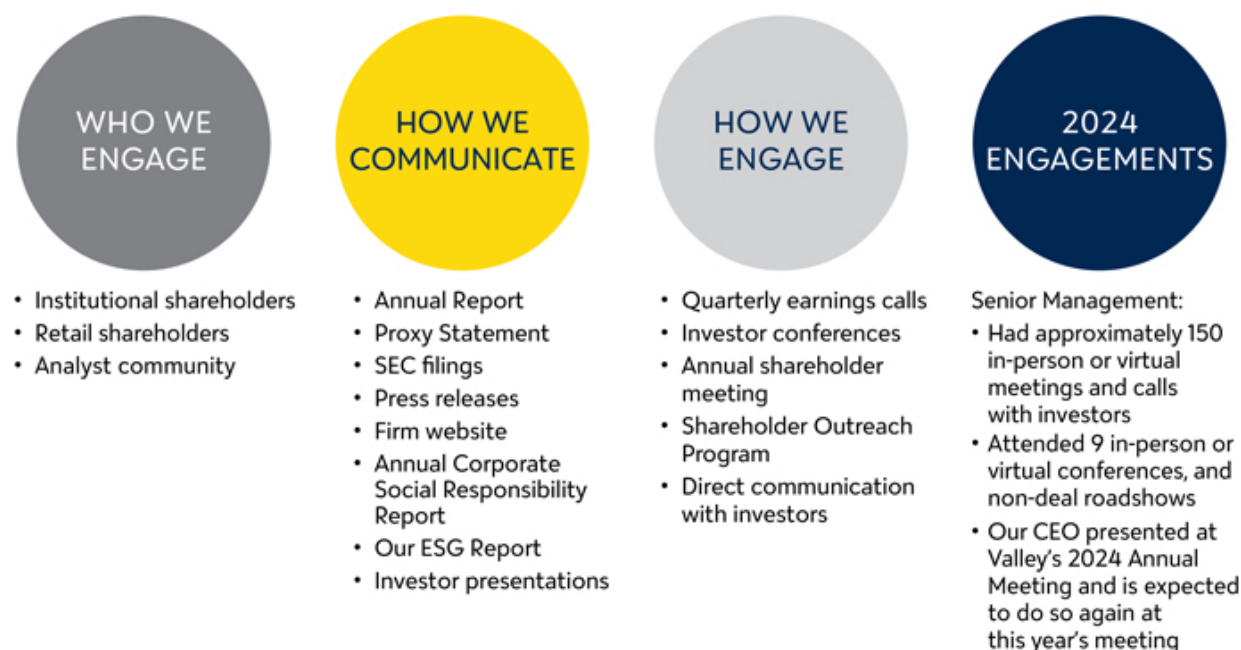 WHO WE
ENGAGE
• Institutional shareholders
• Retail shareholders
• Analyst community
HOW WE
COMMUNICATE
• Annual Report
• Proxy Statement
• SEC filings
• Press releases
• Firm website
• Annual Corporate
Social Responsibility
Report
• Our ESG Report
• Investor presentations
HOW WE
ENGAGE
• Quarterly earnings calls
• Investor conferences
• Annual shareholder
meeting
• Shareholder Outreach
Program
• Direct communication
with investors
2024
ENGAGEMENTS
Senior Management:
• Had approximately 150
in-person or virtual
meetings and calls
with investors
• Attended 9 in-person or
virtual conferences, and
non-deal roadshows
• Our CEO presented at
Valley's 2024 Annual
Meeting and is expected
to do so again at
this year's meeting